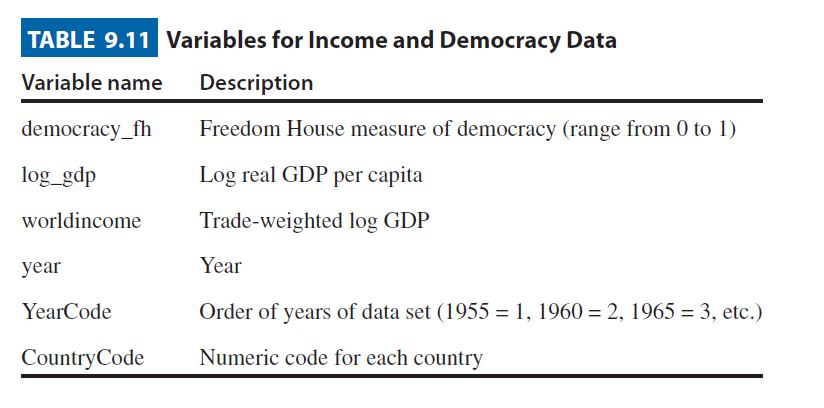 TABLE 9.11 Variables for Income and Democracy Data
Variable name Description
democracy_fh Freedom House measure of democracy (range from 0 to 1)
log_gdp Log real GDP per capita
worldincome Trade-weighted log GDP
year Year
YearCode Order of years of data set (1955 = 1, 1960 = 2, 1965 = 3, etc.)
CountryCode Numeric code for each country